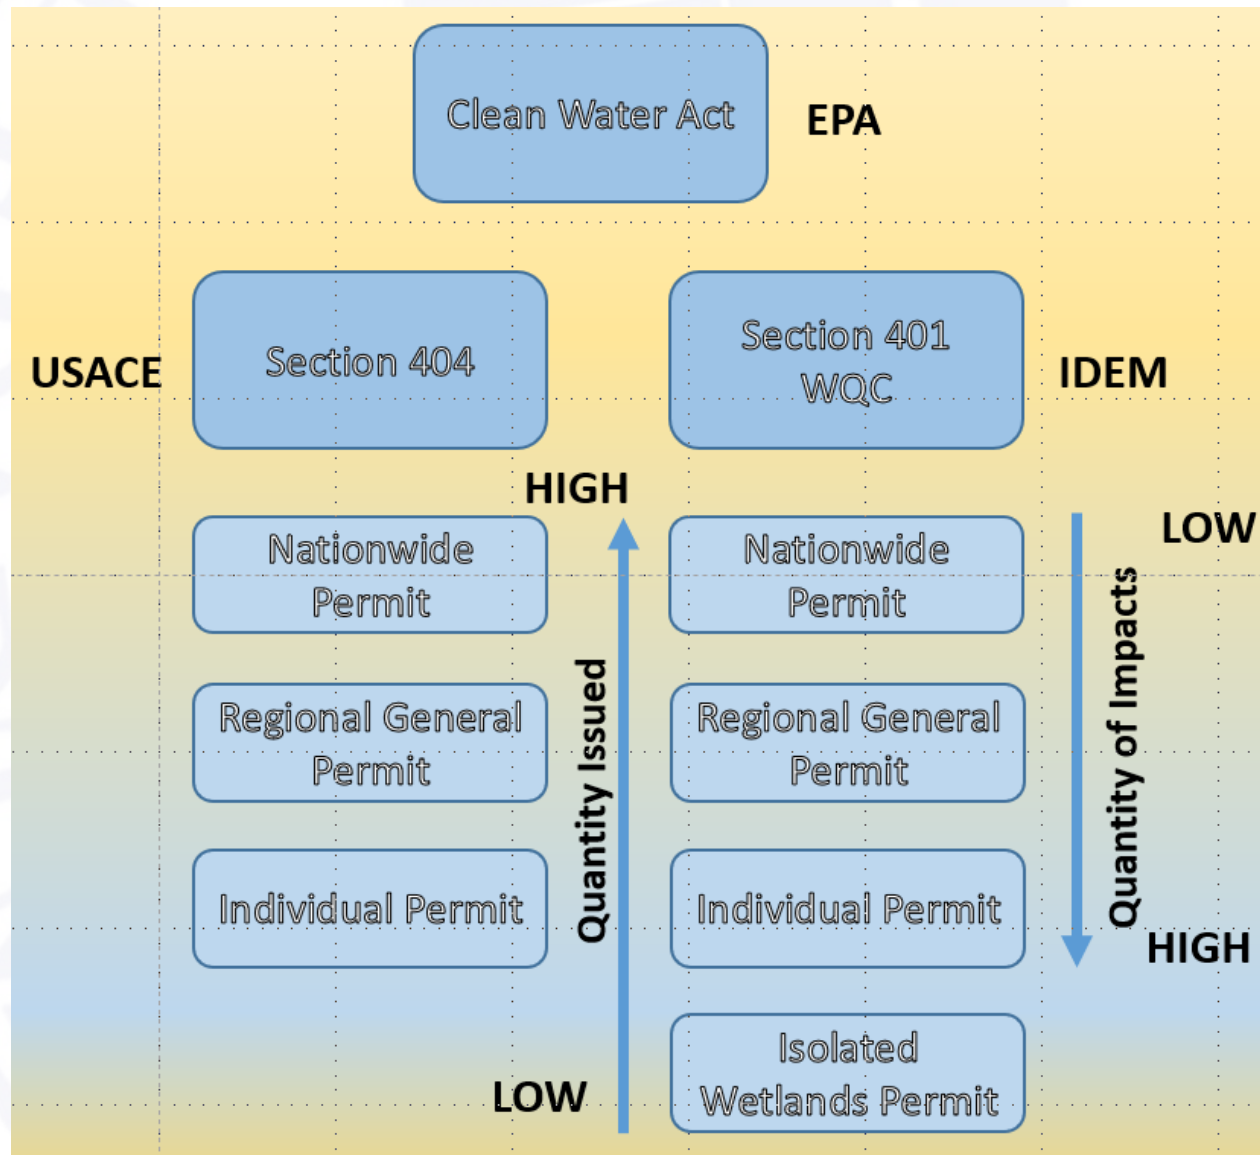 Clean Water Act
EPA
USACE
Section 404
Section 401
WQC
IDEM
HIGH
LOW
Nationwide
Permit
Nationwide
Permit
Regional General
Permit
Quantity Issued
Regional General
Permit
Quantity of Impacts
Individual Permit
Individual Permit
HIGH
LOW
Isolated
Wetlands Permit